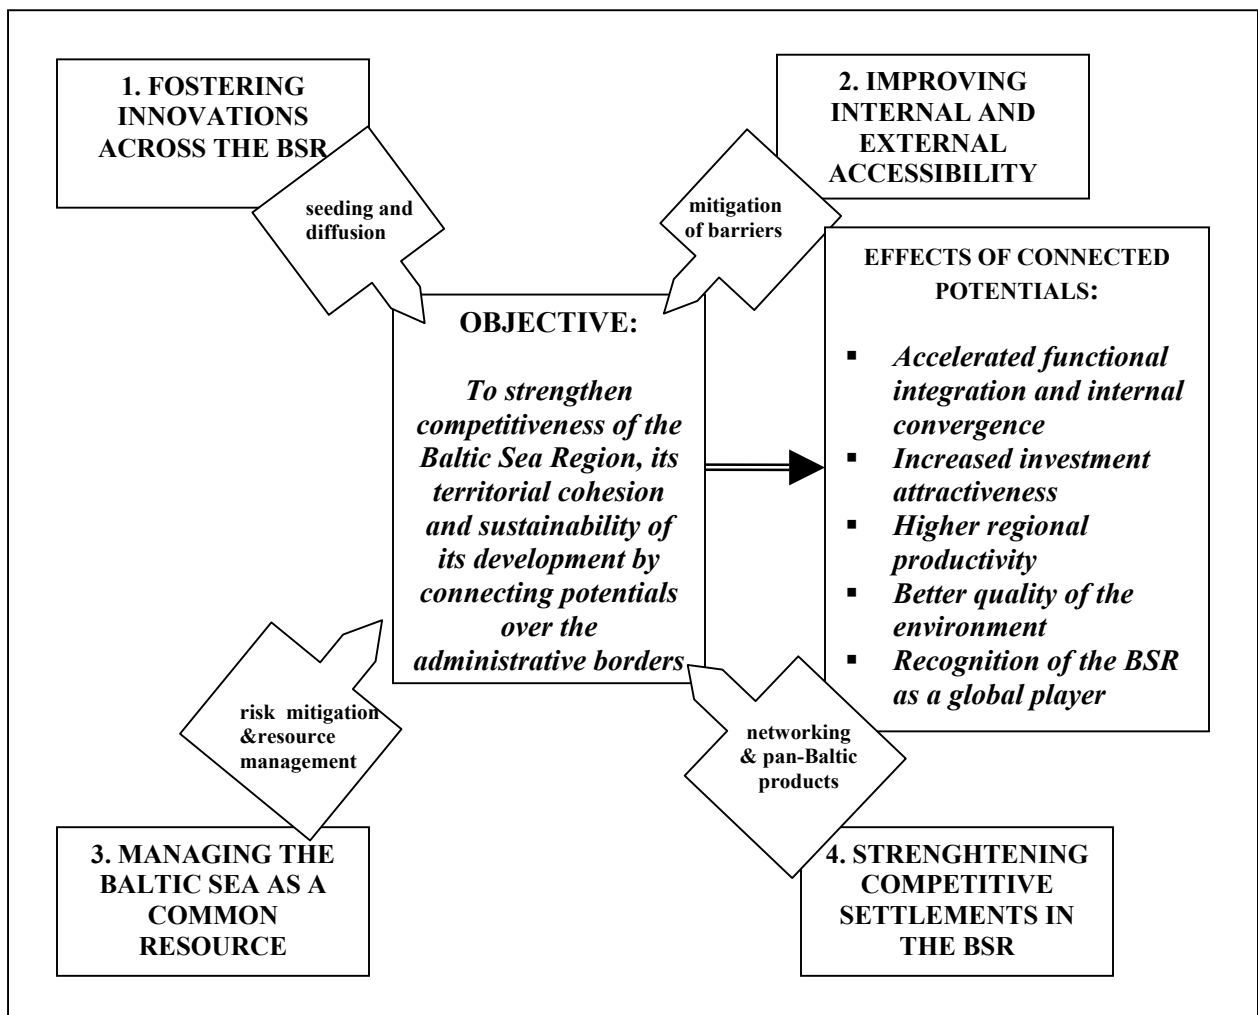 1. FOSTERING
INNOVATIONS
ACROSS THE BSR
seeding and
diffusion
2. IMPROVING
INTERNAL AND
EXTERNAL
ACCESSIBILITY
mitigation
of barriers
OBJECTIVE:
To strengthen
competitiveness of the
Baltic Sea Region, its
territorial cohesion
and sustainability of
its development by
connecting potentials
over the
administrative borders
EFFECTS OF CONNECTED
POTENTIALS:
▪ Accelerated functional
integration and internal
convergence
▪ Increased investment
attractiveness
▪ Higher regional
productivity
▪ Better quality of the
environment
▪ Recognition of the BSR
as a global player
risk mitigation
&resource
management
3. MANAGING THE
BALTIC SEA AS A
COMMON
RESOURCE
networking
& pan-Baltic
products
4. STRENGHTENING
COMPETITIVE
SETTLEMENTS IN
THE BSR